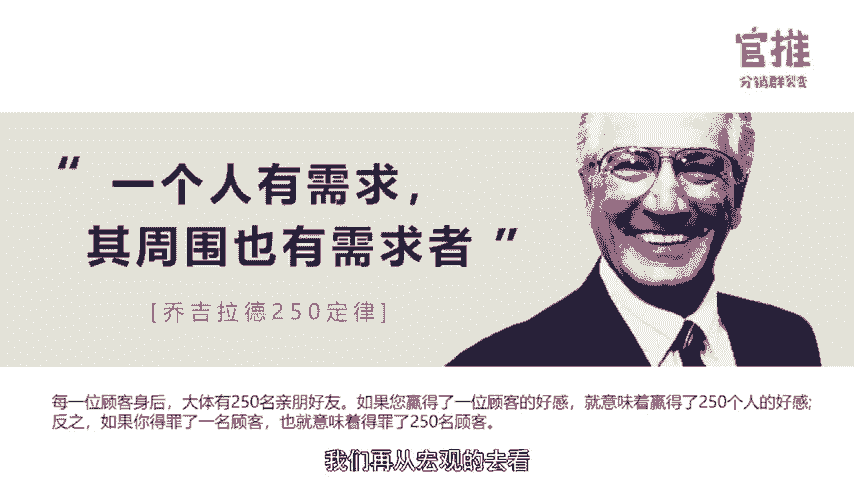 官推
分销群裂变
“ 一个人有需求，
其周围也有需求者 ”
[乔吉拉德250定律]
每一位顾客身后，大体有250名亲朋好友。如果您赢得了一位顾客的好感，就意味着赢得了250个人的好感;
反之，如果你得罪了一名顾客，也就意味着得罪了250名顾客。
我们再从宏观的去看